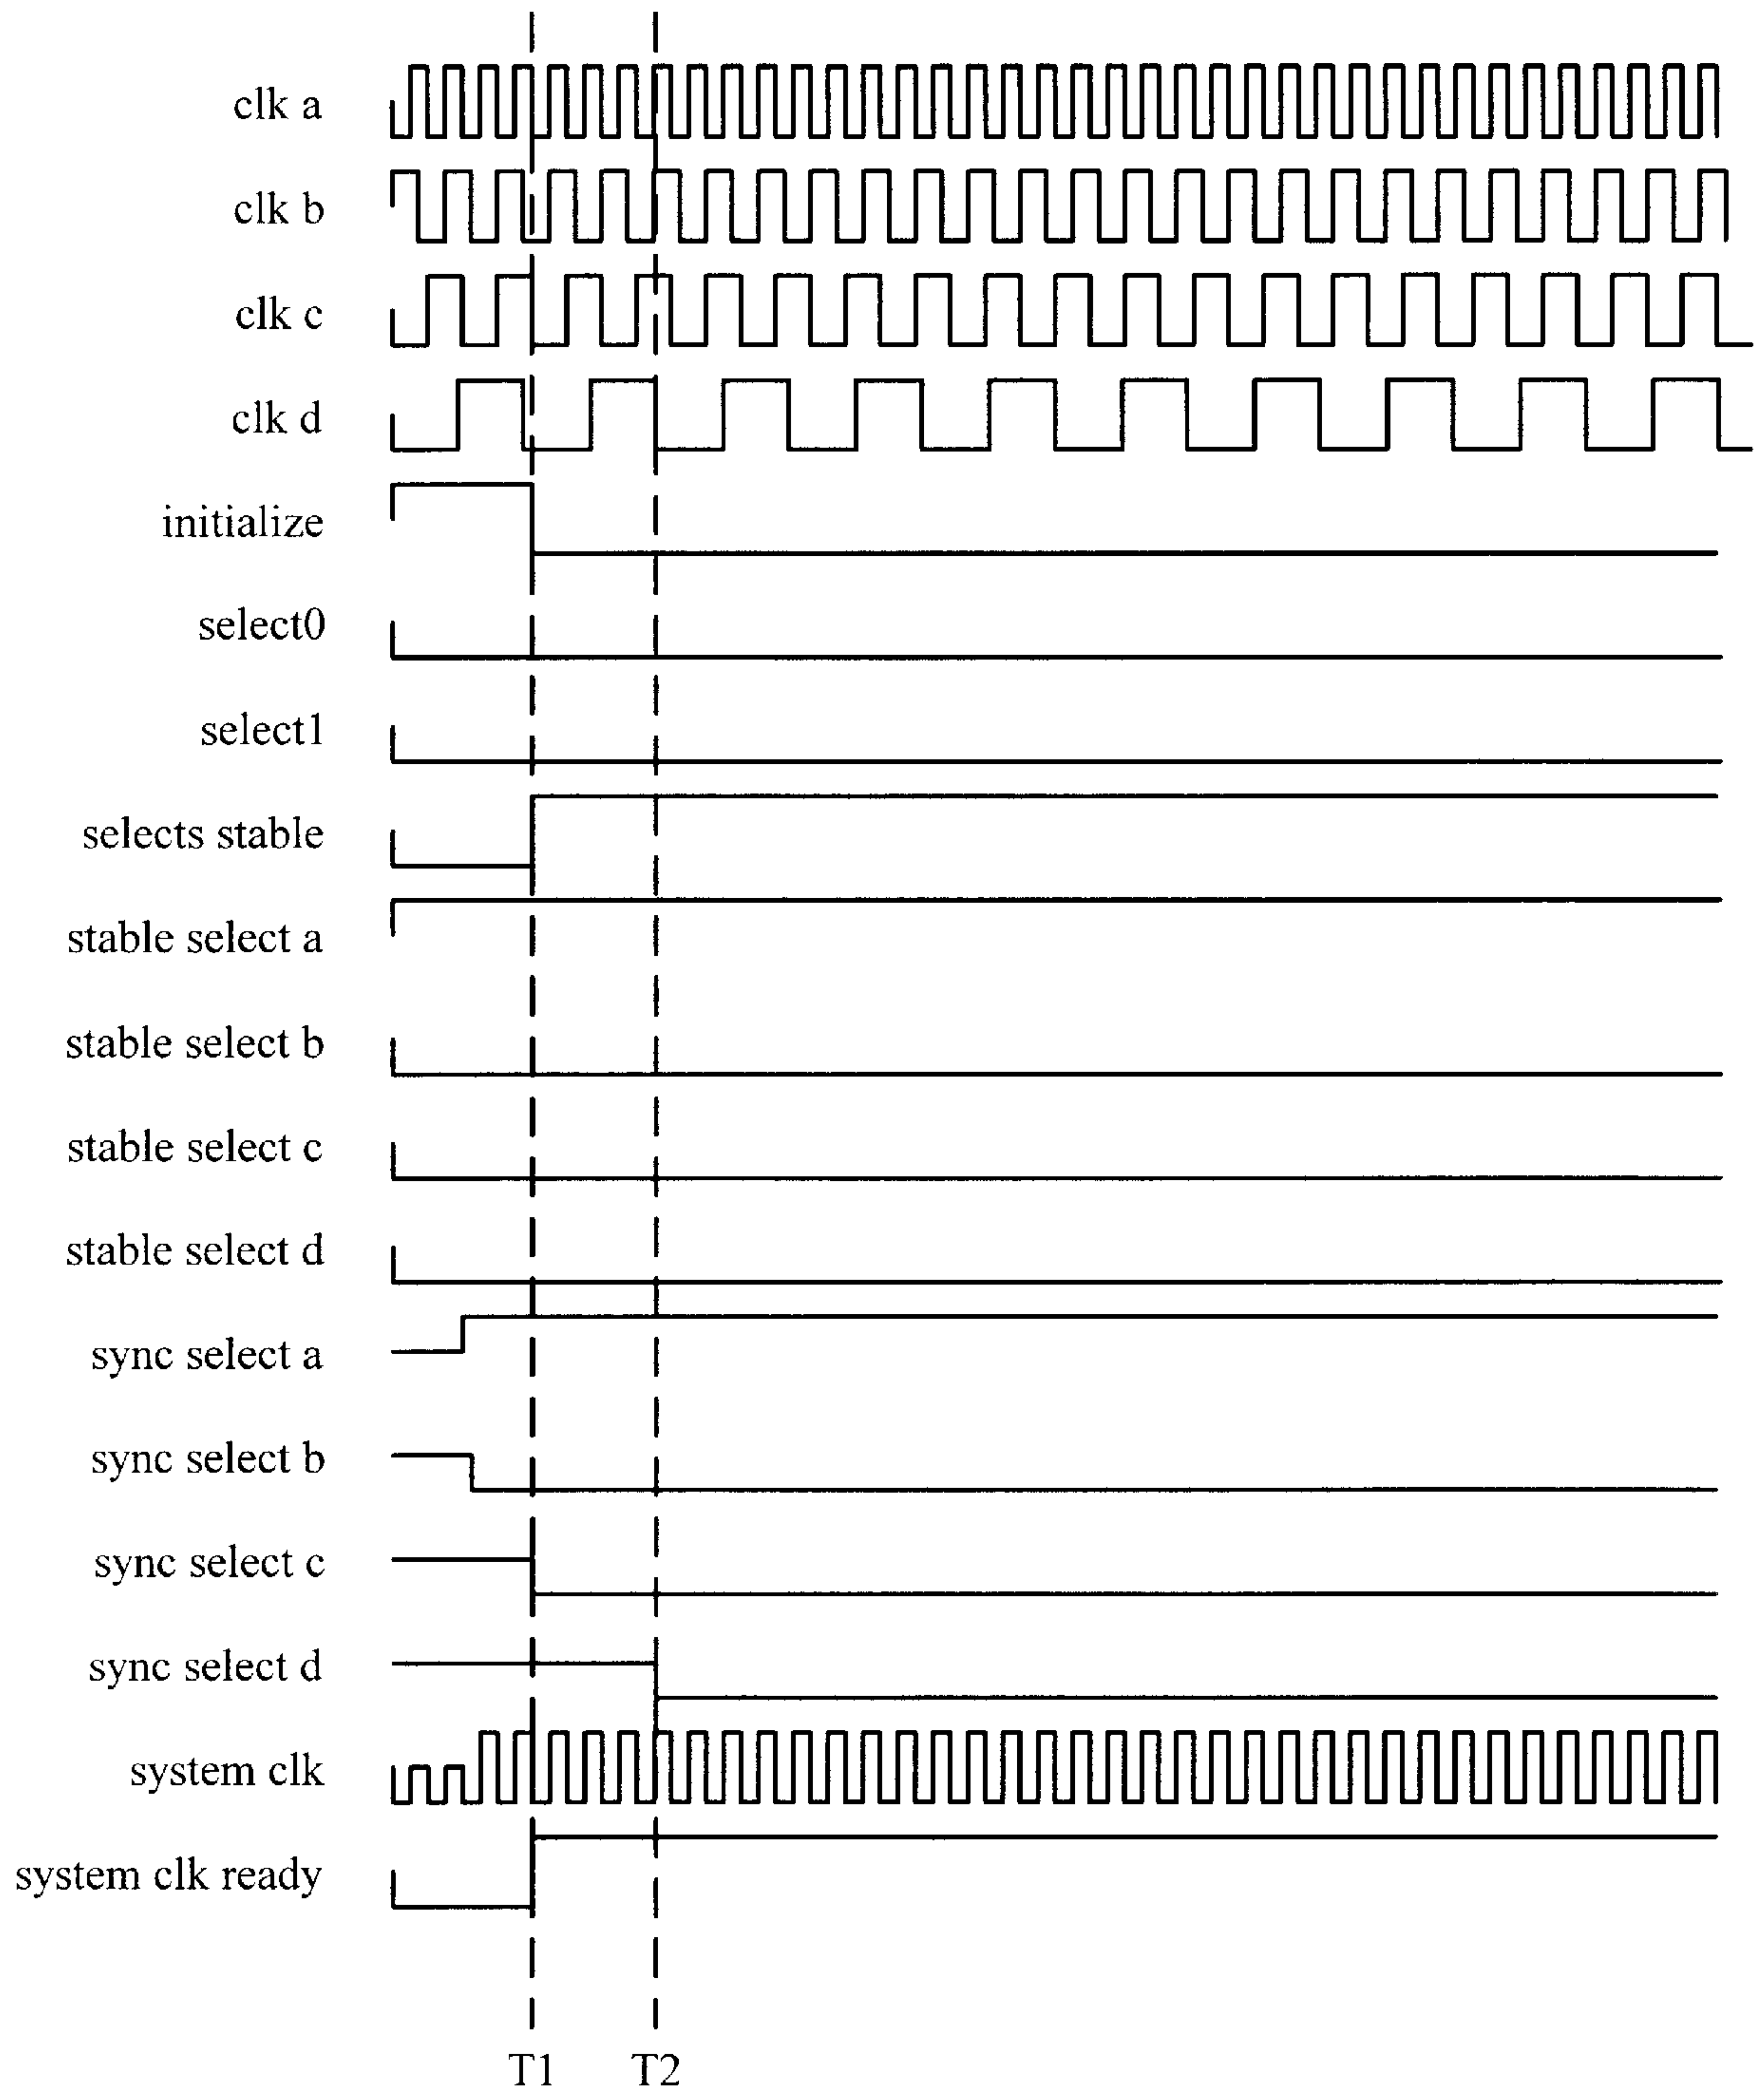 clk a
clk b
clk c
clk d
initialize
select0
select1
selects stable
stable select a
stable select b
stable select c
stable select d
sync select a
sync select b
sync select c
sync select d
system clk
system clk ready
T1 T2